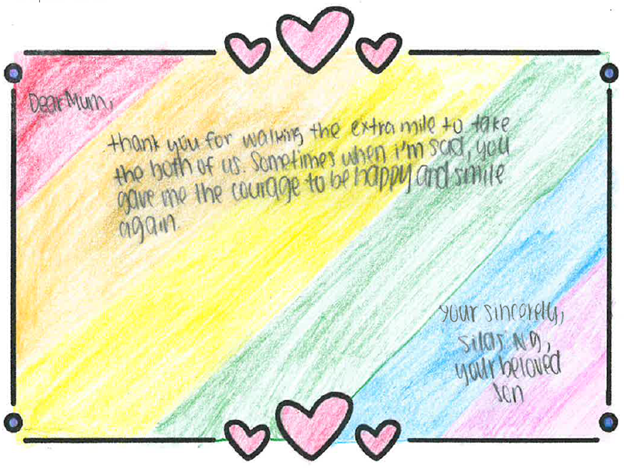 Dear Mum,
thank you for walking the extra mile to take
the both of us. Sometimes when i'm sad, you
gave me the courage to be happy and smile
again.
your sincerely,
silas Ng,
your beloved
son